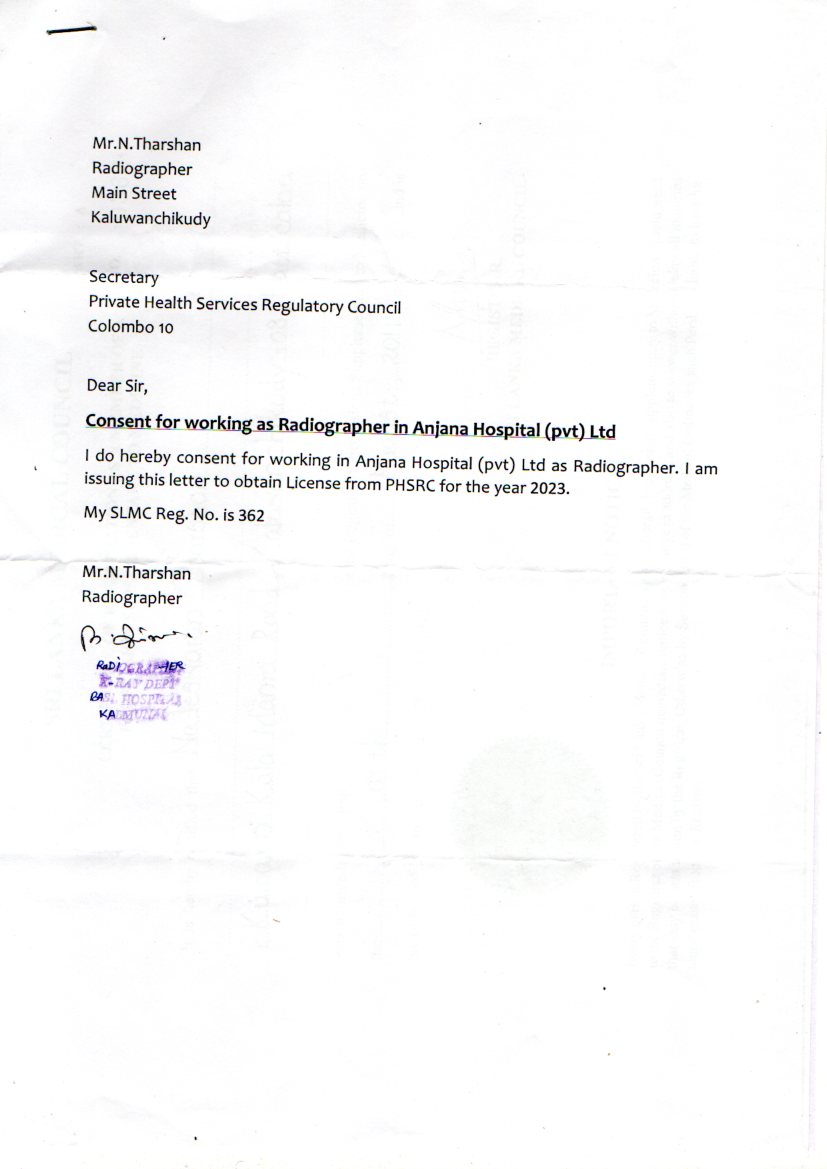 Mr.N.Tharshan
Radiographer
Main Street
Kaluwanchikudy
Secretary
Private Health Services Regulatory Council
Colombo 10
Dear Sir,
Consent for working as Radiographer in Anjana Hospital (pvt) Ltd
I do hereby consent for working in Anjana Hospital (pvt) Ltd as Radiographer. I am
issuing this letter to obtain License from PHSRC for the year 2023.
My SLMC Reg. No. is 362
Mr.N.Tharshan
Radiographer
RADIOGRAPHER
X-RAY DEPT
HOSPITAL